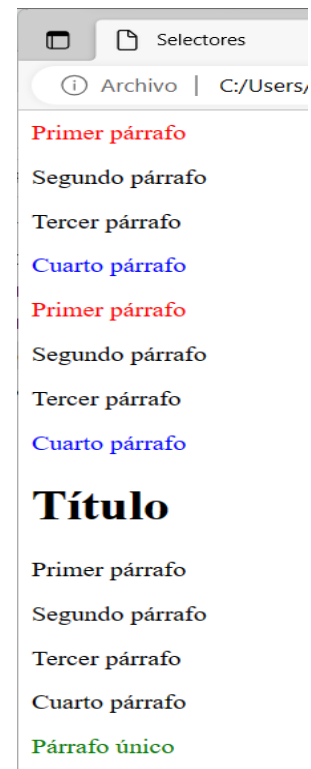 Selectores
Archivo | C:/Users/
Primer párrafo
Segundo párrafo
Tercer párrafo
Cuarto párrafo
Primer párrafo
Segundo párrafo
Tercer párrafo
Cuarto párrafo
Título
Primer párrafo
Segundo párrafo
Tercer párrafo
Cuarto párrafo
Párrafo único